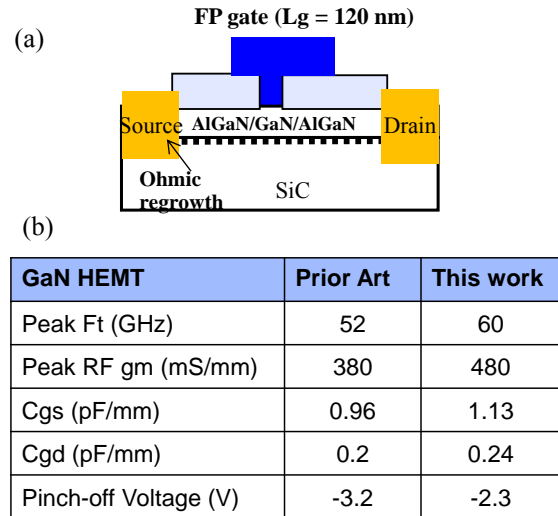 (a)
FP gate (Lg = 120 nm)
Source
AlGaN/GaN/AlGaN
Drain
Ohmic
regrowth
SiC
(b)
GaN HEMT Prior Art This work
Peak Ft (GHz) 52 60
Peak RF gm (mS/mm) 380 480
Cgs (pF/mm) 0.96 1.13
Cgd (pF/mm) 0.2 0.24
Pinch-off Voltage (V) -3.2 -2.3